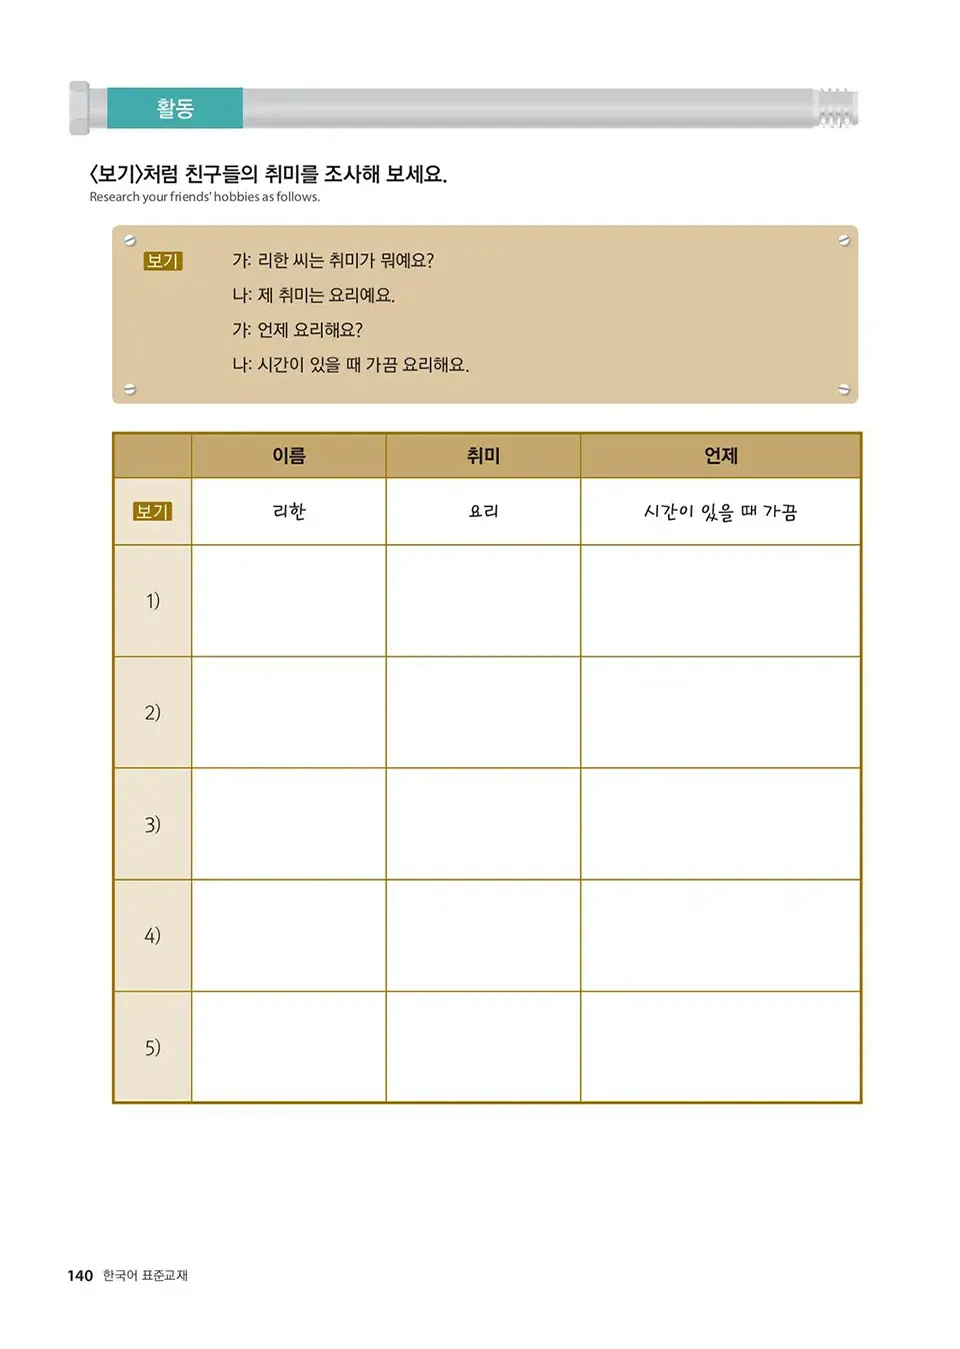 활동
〈보기〉처럼 친구들의 취미를 조사해 보세요.
Research your friends' hobbies as follows.
보기 가: 리한 씨는 취미가 뭐예요?
나: 제 취미는 요리예요.
가: 언제 요리해요?
나: 시간이 있을 때 가끔 요리해요.
이름 취미 언제
보기 리한 요리 시간이 있을 때 가끔
1)
2)
3)
4)
5)
140 한국어 표준교재